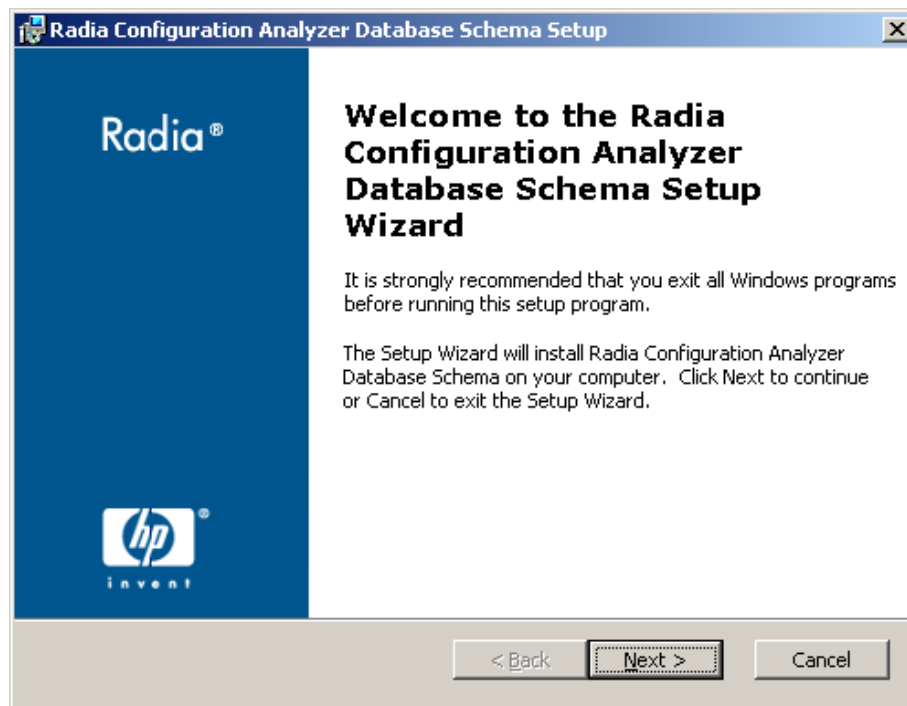 Radia Configuration Analyzer Database Schema Setup
Radia®
Welcome to the Radia
Configuration Analyzer
Database Schema Setup
Wizard
It is strongly recommended that you exit all Windows programs
before running this setup program.
The Setup Wizard will install Radia Configuration Analyzer
Database Schema on your computer.  Click Next to continue
or Cancel to exit the Setup Wizard.
hp®
invent
< Back
Next >
Cancel